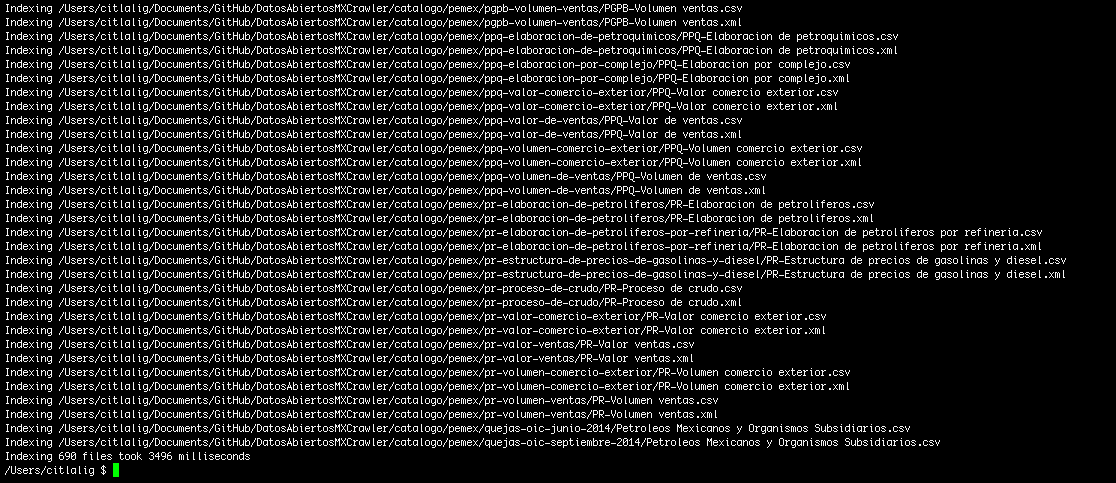 Indexing /Users/citlalig/Documents/GitHub/DatosAbiertosMXCrawler/catalogo/pemex/pgpb-volumen-ventas/PGPB-Volumen ventas.csv
Indexing /Users/citlalig/Documents/GitHub/DatosAbiertosMXCrawler/catalogo/pemex/pgpb-volumen-ventas/PGPB-Volumen ventas.xml
Indexing /Users/citlalig/Documents/GitHub/DatosAbiertosMXCrawler/catalogo/pemex/ppq-elaboracion-de-petroquimicos/PPQ-Elaboracion de petroquimicos.csv
Indexing /Users/citlalig/Documents/GitHub/DatosAbiertosMXCrawler/catalogo/pemex/ppq-elaboracion-de-petroquimicos/PPQ-Elaboracion de petroquimicos.xml
Indexing /Users/citlalig/Documents/GitHub/DatosAbiertosMXCrawler/catalogo/pemex/ppq-elaboracion-por-complejo/PPQ-Elaboracion por complejo.csv
Indexing /Users/citlalig/Documents/GitHub/DatosAbiertosMXCrawler/catalogo/pemex/ppq-elaboracion-por-complejo/PPQ-Elaboracion por complejo.xml
Indexing /Users/citlalig/Documents/GitHub/DatosAbiertosMXCrawler/catalogo/pemex/ppq-valor-comercio-exterior/PPQ-Valor comercio exterior.csv
Indexing /Users/citlalig/Documents/GitHub/DatosAbiertosMXCrawler/catalogo/pemex/ppq-valor-comercio-exterior/PPQ-Valor comercio exterior.xml
Indexing /Users/citlalig/Documents/GitHub/DatosAbiertosMXCrawler/catalogo/pemex/ppq-valor-de-ventas/PPQ-Valor de ventas.csv
Indexing /Users/citlalig/Documents/GitHub/DatosAbiertosMXCrawler/catalogo/pemex/ppq-valor-de-ventas/PPQ-Valor de ventas.xml
Indexing /Users/citlalig/Documents/GitHub/DatosAbiertosMXCrawler/catalogo/pemex/ppq-volumen-comercio-exterior/PPQ-Volumen comercio exterior.csv
Indexing /Users/citlalig/Documents/GitHub/DatosAbiertosMXCrawler/catalogo/pemex/ppq-volumen-comercio-exterior/PPQ-Volumen comercio exterior.xml
Indexing /Users/citlalig/Documents/GitHub/DatosAbiertosMXCrawler/catalogo/pemex/ppq-volumen-de-ventas/PPQ-Volumen de ventas.csv
Indexing /Users/citlalig/Documents/GitHub/DatosAbiertosMXCrawler/catalogo/pemex/ppq-volumen-de-ventas/PPQ-Volumen de ventas.xml
Indexing /Users/citlalig/Documents/GitHub/DatosAbiertosMXCrawler/catalogo/pemex/pr-elaboracion-de-petroliferos/PR-Elaboracion de petroliferos.csv
Indexing /Users/citlalig/Documents/GitHub/DatosAbiertosMXCrawler/catalogo/pemex/pr-elaboracion-de-petroliferos/PR-Elaboracion de petroliferos.xml
Indexing /Users/citlalig/Documents/GitHub/DatosAbiertosMXCrawler/catalogo/pemex/pr-elaboracion-de-petroliferos-por-refineria/PR-Elaboracion de petroliferos por refineria.csv
Indexing /Users/citlalig/Documents/GitHub/DatosAbiertosMXCrawler/catalogo/pemex/pr-elaboracion-de-petroliferos-por-refineria/PR-Elaboracion de petroliferos por refineria.xml
Indexing /Users/citlalig/Documents/GitHub/DatosAbiertosMXCrawler/catalogo/pemex/pr-estructura-de-precios-de-gasolinas-y-diesel/PR-Estructura de precios de gasolinas y diesel.csv
Indexing /Users/citlalig/Documents/GitHub/DatosAbiertosMXCrawler/catalogo/pemex/pr-estructura-de-precios-de-gasolinas-y-diesel/PR-Estructura de precios de gasolinas y diesel.xml
Indexing /Users/citlalig/Documents/GitHub/DatosAbiertosMXCrawler/catalogo/pemex/pr-proceso-de-crudo/PR-Proceso de crudo.csv
Indexing /Users/citlalig/Documents/GitHub/DatosAbiertosMXCrawler/catalogo/pemex/pr-proceso-de-crudo/PR-Proceso de crudo.xml
Indexing /Users/citlalig/Documents/GitHub/DatosAbiertosMXCrawler/catalogo/pemex/pr-valor-comercio-exterior/PR-Valor comercio exterior.csv
Indexing /Users/citlalig/Documents/GitHub/DatosAbiertosMXCrawler/catalogo/pemex/pr-valor-comercio-exterior/PR-Valor comercio exterior.xml
Indexing /Users/citlalig/Documents/GitHub/DatosAbiertosMXCrawler/catalogo/pemex/pr-valor-ventas/PR-Valor ventas.csv
Indexing /Users/citlalig/Documents/GitHub/DatosAbiertosMXCrawler/catalogo/pemex/pr-valor-ventas/PR-Valor ventas.xml
Indexing /Users/citlalig/Documents/GitHub/DatosAbiertosMXCrawler/catalogo/pemex/pr-volumen-comercio-exterior/PR-Volumen comercio exterior.csv
Indexing /Users/citlalig/Documents/GitHub/DatosAbiertosMXCrawler/catalogo/pemex/pr-volumen-comercio-exterior/PR-Volumen comercio exterior.xml
Indexing /Users/citlalig/Documents/GitHub/DatosAbiertosMXCrawler/catalogo/pemex/pr-volumen-ventas/PR-Volumen ventas.csv
Indexing /Users/citlalig/Documents/GitHub/DatosAbiertosMXCrawler/catalogo/pemex/pr-volumen-ventas/PR-Volumen ventas.xml
Indexing /Users/citlalig/Documents/GitHub/DatosAbiertosMXCrawler/catalogo/pemex/quejas-oic-junio-2014/Petroleos Mexicanos y Organismos Subsidiarios.csv
Indexing /Users/citlalig/Documents/GitHub/DatosAbiertosMXCrawler/catalogo/pemex/quejas-oic-septiembre-2014/Petroleos Mexicanos y Organismos Subsidiarios.csv
Indexing 690 files took 3496 milliseconds
/Users/citlalig $